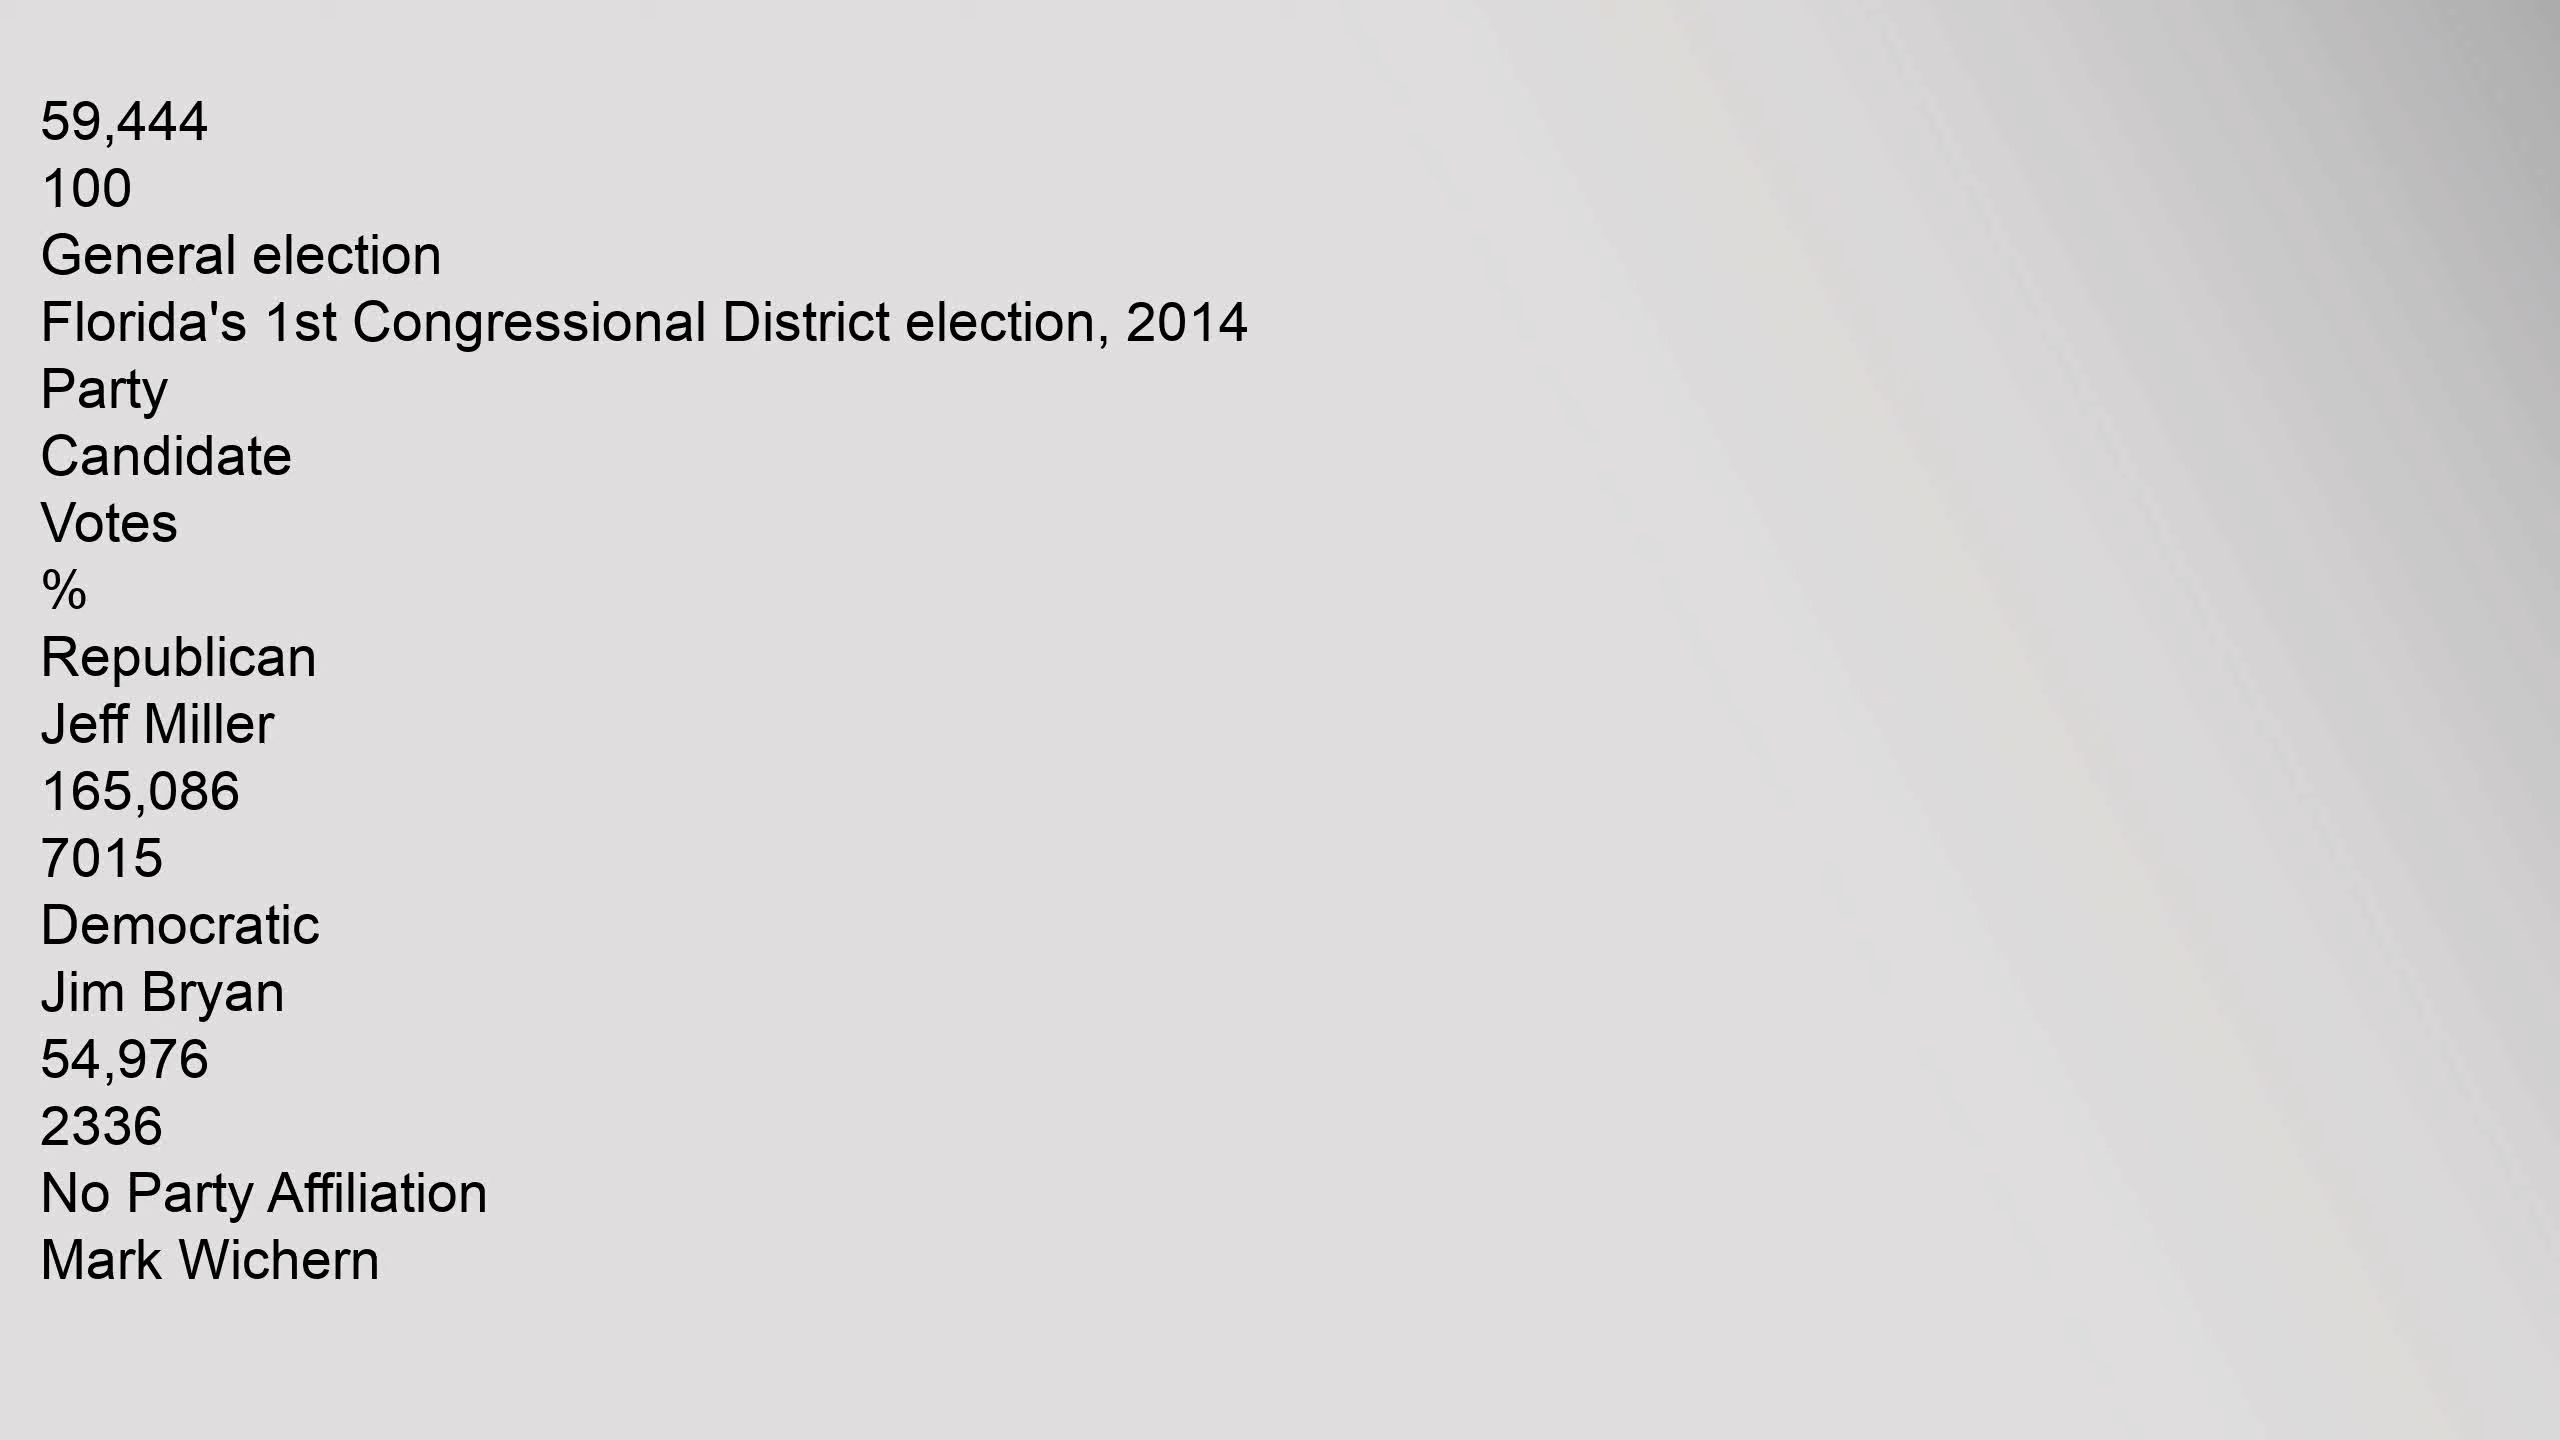 59,444
100
General election
Florida's 1st Congressional District election, 2014
Party
Candidate
Votes
%
Republican
Jeff Miller
165,086
7015
Democratic
Jim Bryan
54,976
2336
No Party Affiliation
Mark Wichern